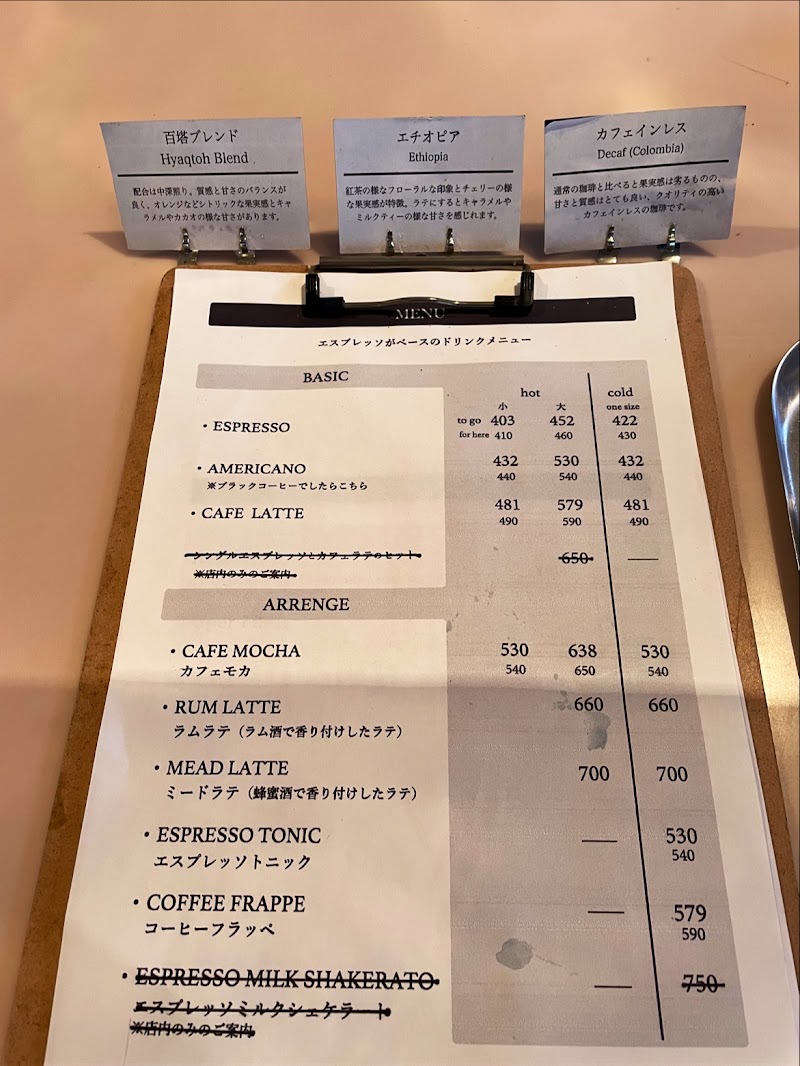 百塔ブレンド
Hyaqtoh Blend
配合は中深煎り。質感と甘さのバランスが
良く、オレンジなどシトリックな果実感とキャ
ラメルやカカオの様な甘さがあります。
エチオピア
Ethiopia
紅茶の様なフローラルな印象とチェリーの様
な果実感が特徴。ラテにするとキャラメルや
ミルクティーの様な甘さを感じれます。
カフェインレス
Decaf (Colombia)
通常の珈琲と比べると果実感は劣るものの、
甘さと質感はとても良い、クオリティの高い
カフェインレスの珈琲です。
MENU
エスプレッソがベースのドリンクメニュー
BASIC
hot cold
小 大 one size
・ESPRESSO to go 403 452 422
for here 410 460 430
・AMERICANO 432 530 432
※ブラックコーヒーでしたらこちら 440 540 440
・CAFE LATTE 481 579 481
490 590 490
シングルエスプレッソとカフェラテのセット 650 —
※店内のみのご案内
ARRENGE
・CAFE MOCHA 530 638 530
カフェモカ 540 650 540
・RUM LATTE 660 660
ラムラテ（ラム酒で香り付けしたラテ）
・MEAD LATTE 700 700
ミードラテ（蜂蜜酒で香り付けしたラテ）
・ESPRESSO TONIC — 530
エスプレッソトニック 540
・COFFEE FRAPPE — 579
コーヒーフラッペ 590
・ESPRESSO MILK SHAKERATO — 750
エスプレッソミルクシェケラート
※店内のみのご案内